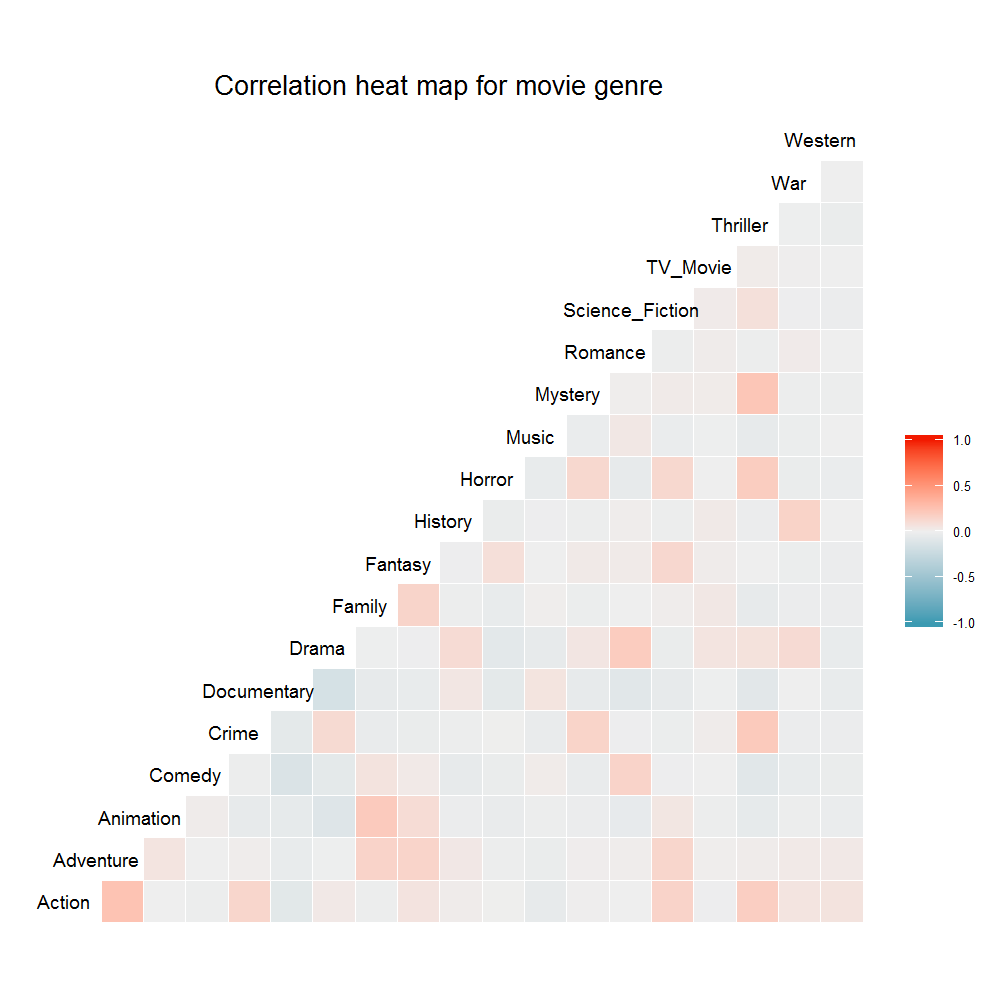 Correlation heat map for movie genre
Western
War
Thriller
TV_Movie
Science_Fiction
Romance
Mystery
Music
Horror
History
Fantasy
Family
Drama
Documentary
Crime
Comedy
Animation
Adventure
Action
1.0
0.5
0.0
-0.5
-1.0